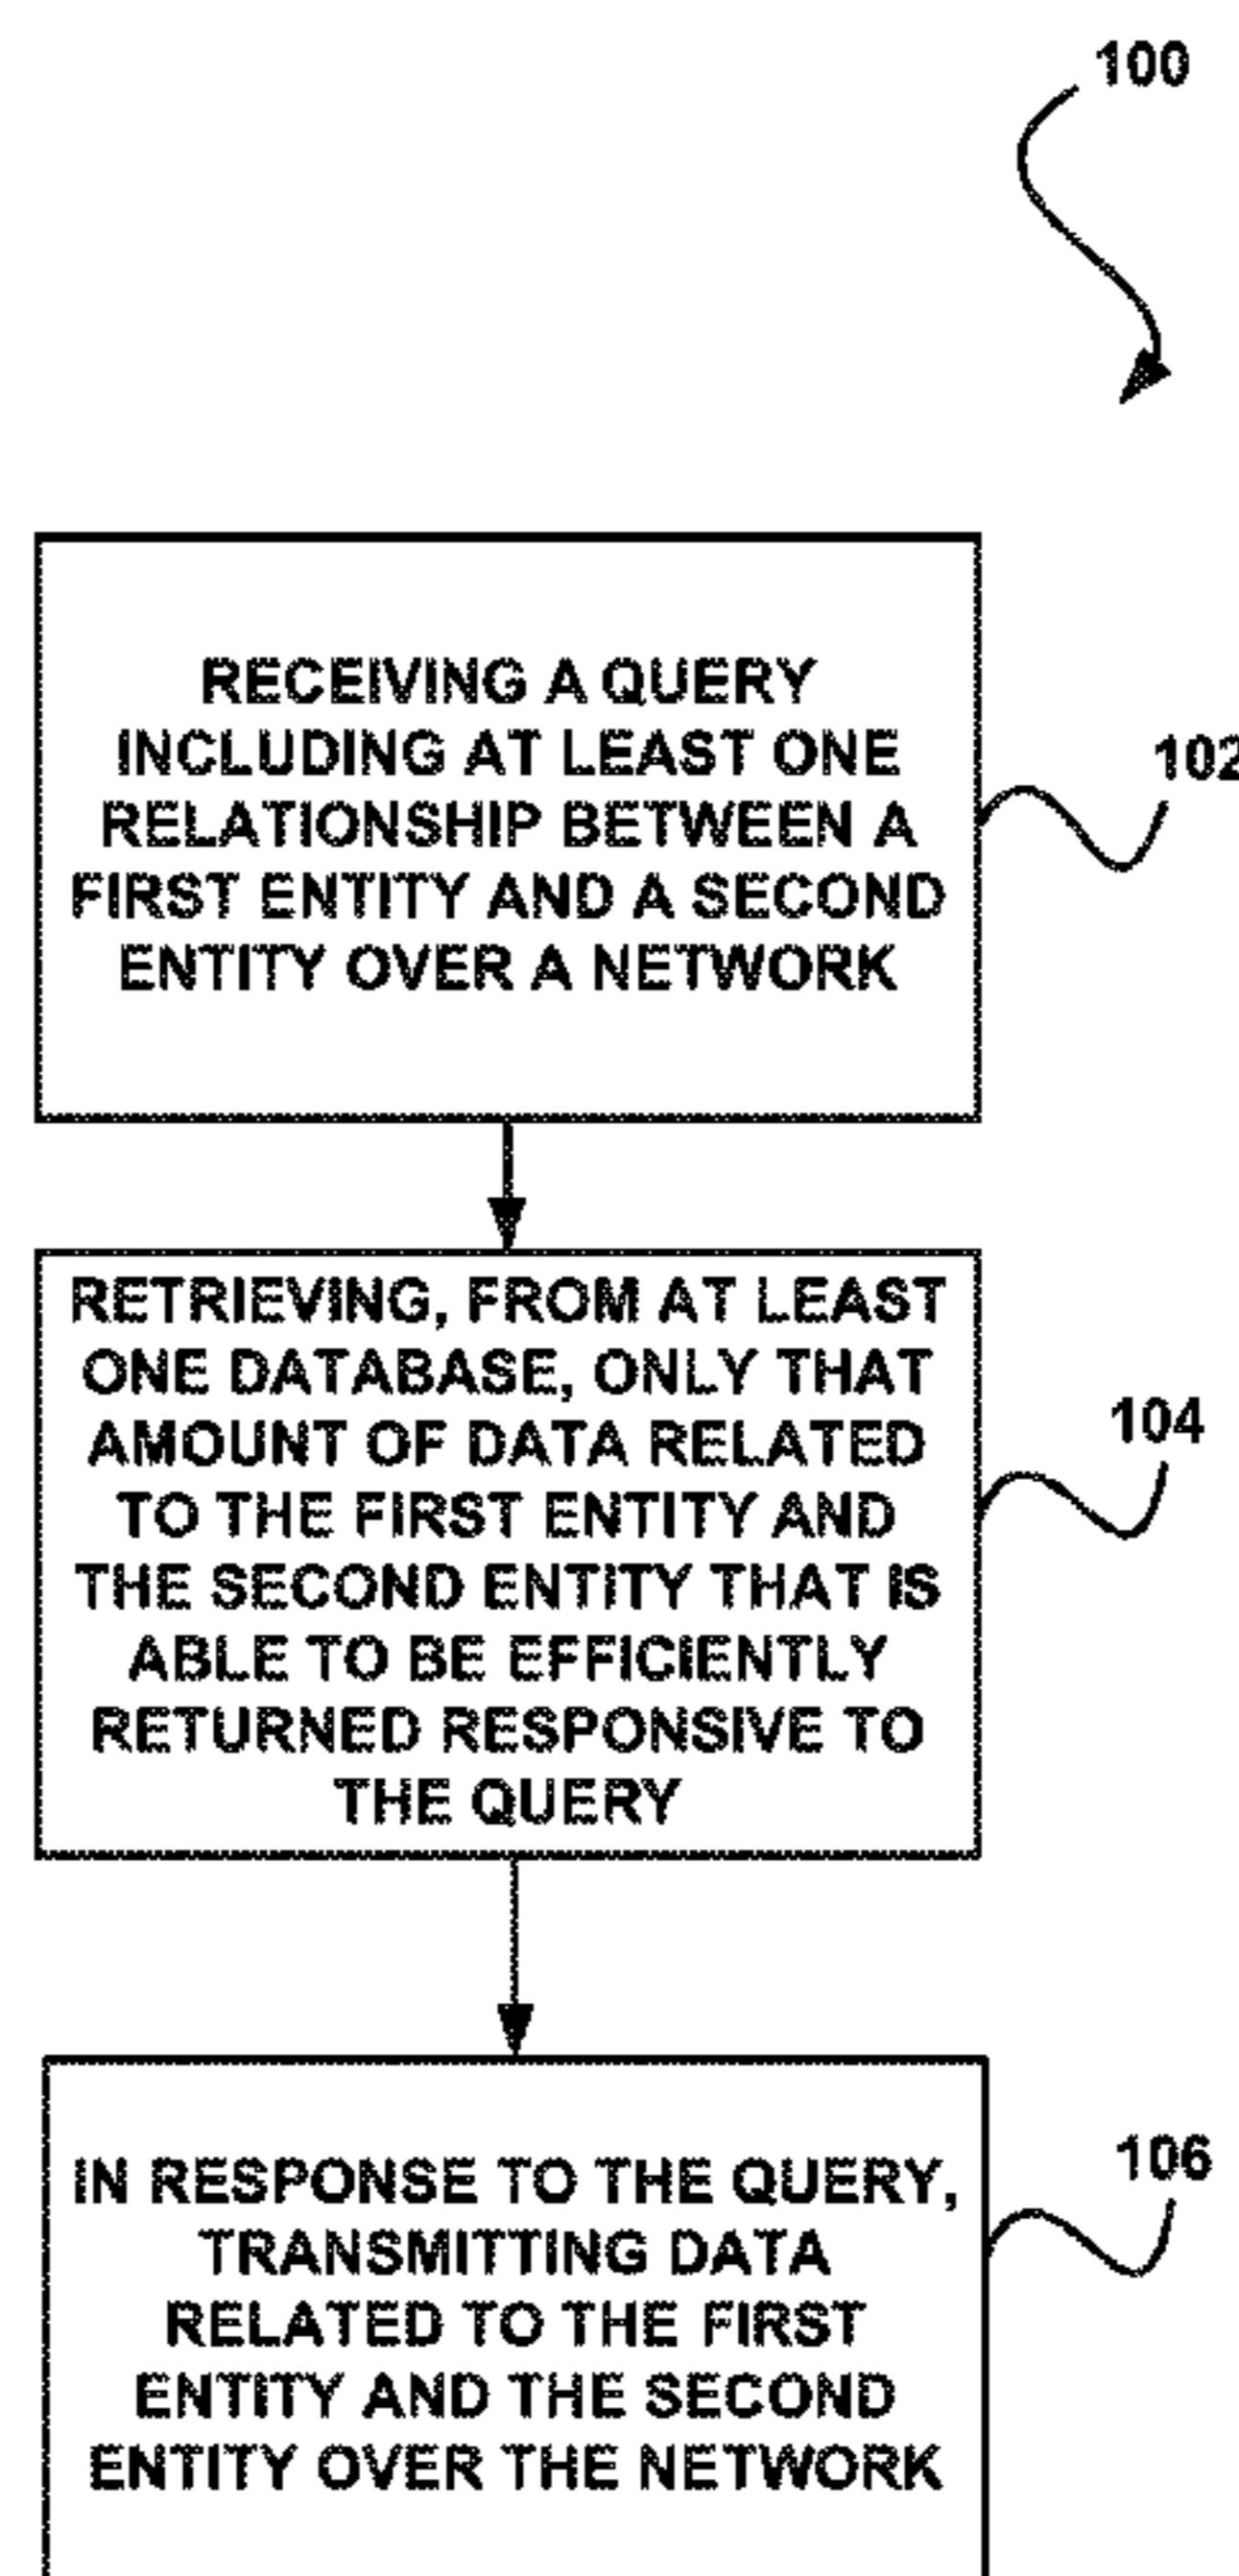 100
RECEIVING A QUERY
INCLUDING AT LEAST ONE
RELATIONSHIP BETWEEN A
FIRST ENTITY AND A SECOND
ENTITY OVER A NETWORK
102
RETRIEVING, FROM AT LEAST
ONE DATABASE, ONLY THAT
AMOUNT OF DATA RELATED
TO THE FIRST ENTITY AND
THE SECOND ENTITY THAT IS
ABLE TO BE EFFICIENTLY
RETURNED RESPONSIVE TO
THE QUERY
104
IN RESPONSE TO THE QUERY,
TRANSMITTING DATA
RELATED TO THE FIRST
ENTITY AND THE SECOND
ENTITY OVER THE NETWORK
106